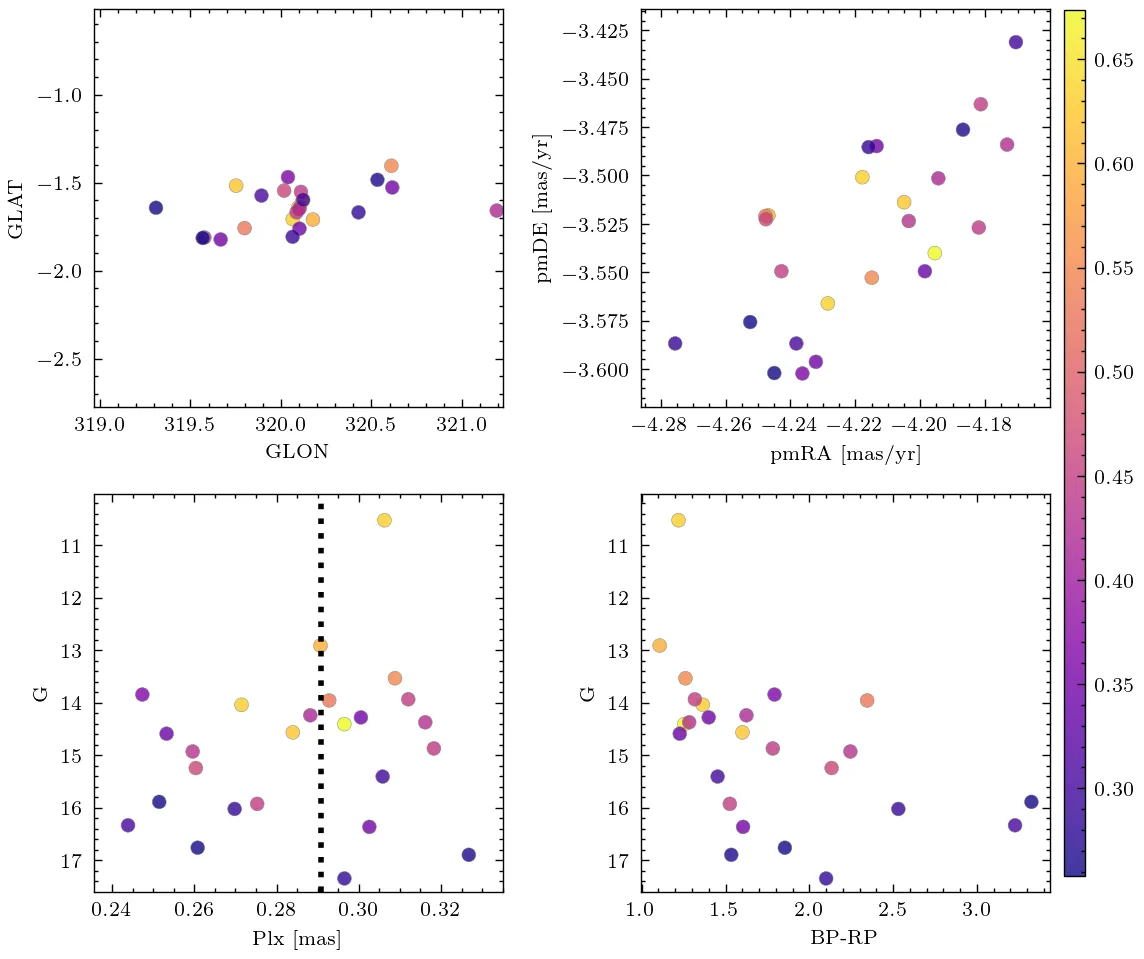 −1.0
−1.5
−2.0
−2.5
GLAT
319.0 319.5 320.0 320.5 321.0
GLON
−3.425
−3.450
−3.475
−3.500
−3.525
−3.550
−3.575
−3.600
pmDE [mas/yr]
−4.28 −4.26 −4.24 −4.22 −4.20 −4.18
pmRA [mas/yr]
0.65
0.60
0.55
0.50
0.45
0.40
0.35
0.30
11
12
13
14
15
16
17
G
0.24 0.26 0.28 0.30 0.32
Plx [mas]
11
12
13
14
15
16
17
G
1.0 1.5 2.0 2.5 3.0
BP-RP